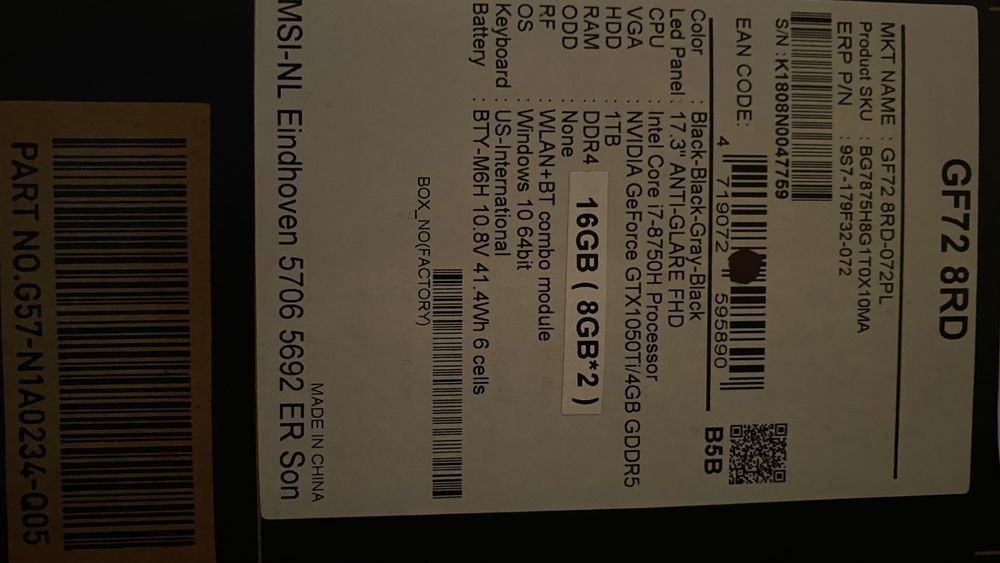 GF72 8RD
MKT NAME : GF72 8RD-072PL
Product SKU : BG7875H8G1T0X10MA
ERP P/N : 9S7-179F32-072
S/N : K1808N0047759
EAN CODE:
4 719072 595890
B5B
Color : Black-Black-Gray-Black
Led Panel : 17.3" ANTI-GLARE FHD
CPU : Intel Core i7-8750H Processor
VGA : NVIDIA GeForce GTX1050Ti/4GB GDDR5
HDD : 1TB
RAM : DDR4 16GB ( 8GB*2 )
ODD : None
RF : WLAN+BT combo module
OS : Windows 10 64bit
Keyboard : US-International
Battery : BTY-M6H 10.8V 41.4Wh 6 cells
BOX_NO(FACTORY)
MADE IN CHINA
MSI-NL Eindhoven 5706 5692 ER Son
PART NO.G57-N1A0234-Q05